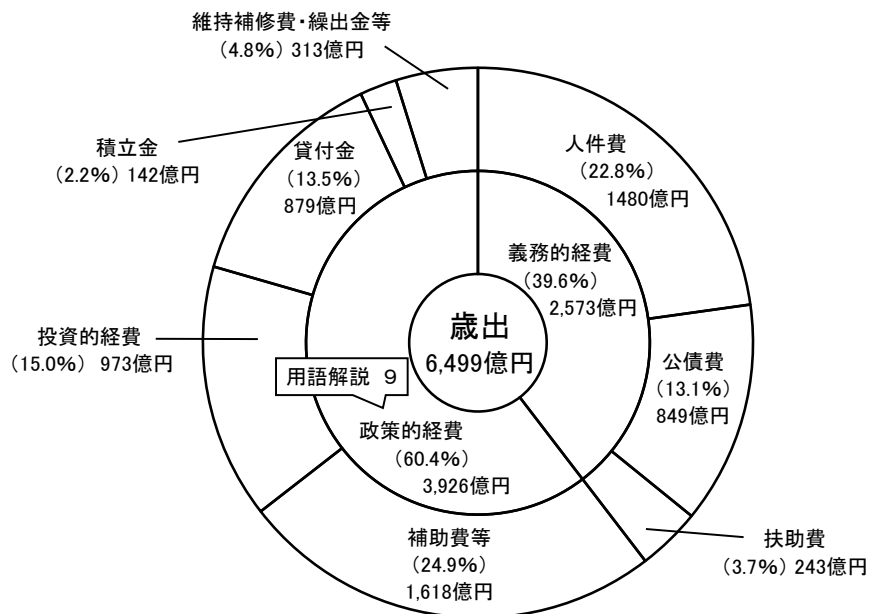 維持補修費・繰出金等
（4.8%）313億円
積立金
（2.2%）142億円
貸付金
（13.5%）
879億円
人件費
（22.8%）
1480億円
義務的経費
（39.6%）
2,573億円
歳出
6,499億円
投資的経費
（15.0%）973億円
用語解説 9
政策的経費
（60.4%）
3,926億円
公債費
（13.1%）
849億円
補助費等
（24.9%）
1,618億円
扶助費
（3.7%）243億円